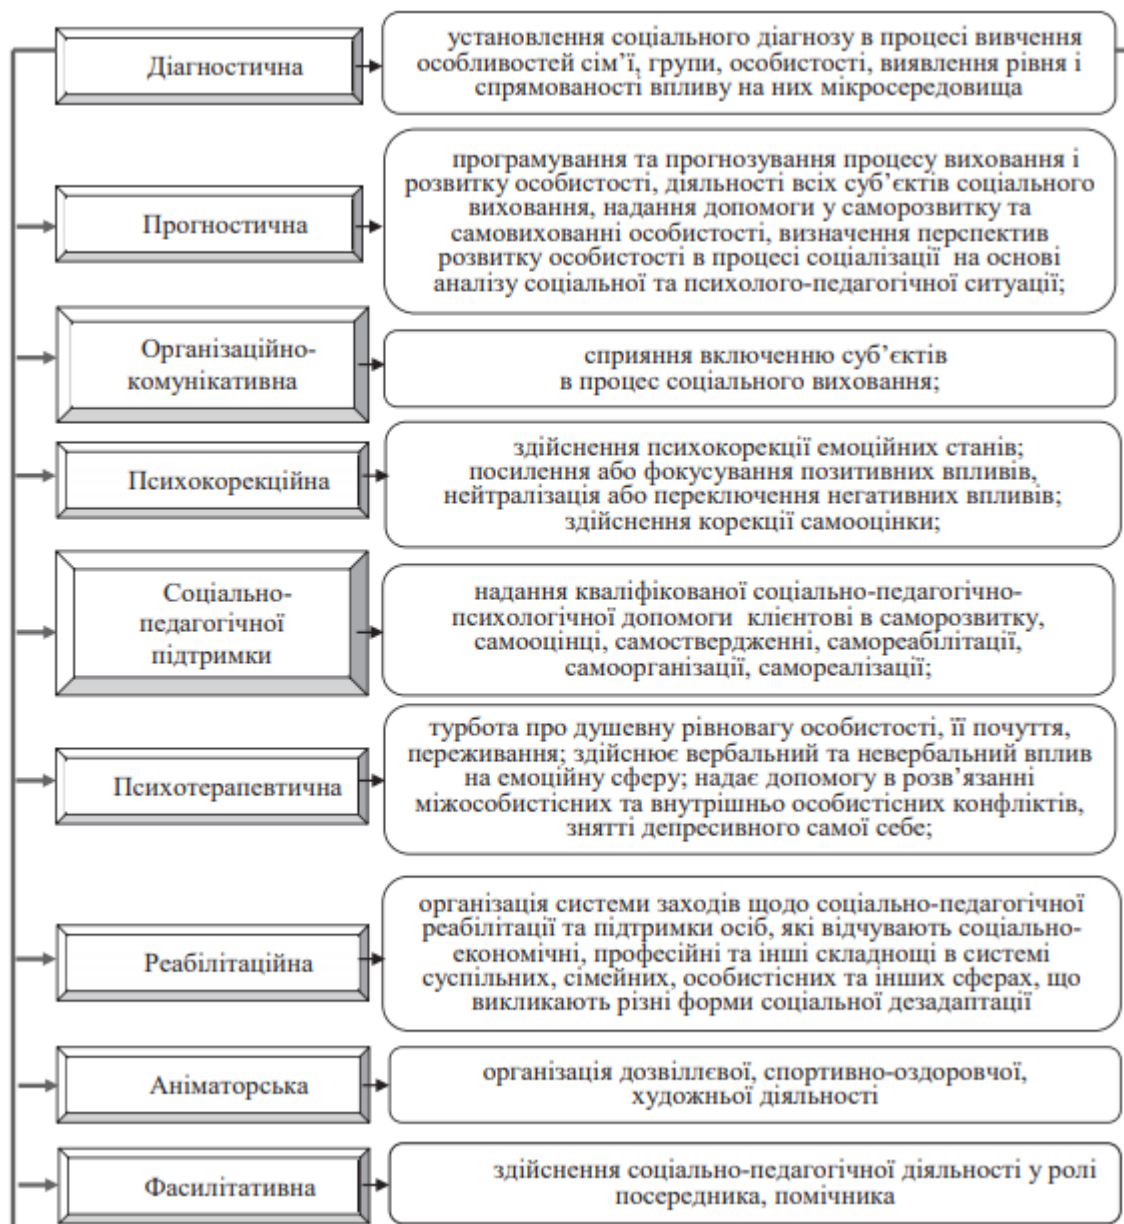 Діагностична
установлення соціального діагнозу в процесі вивчення
особливостей сім’ї, групи, особистості, виявлення рівня і
спрямованості впливу на них мікросередовища
Прогностична
програмування та прогнозування процесу виховання і
розвитку особистості, діяльності всіх суб’єктів соціального
виховання, надання допомоги у саморозвитку та
самовихованні особистості, визначення перспектив
розвитку особистості в процесі соціалізації на основі
аналізу соціальної та психолого-педагогічної ситуації;
Організаційно-
комунікативна
сприяння включенню суб’єктів
в процес соціального виховання;
Психокорекційна
здійснення психокорекції емоційних станів;
посилення або фокусування позитивних впливів,
нейтралізація або переключення негативних впливів;
здійснення корекції самооцінки;
Соціально-
педагогічної
підтримки
надання кваліфікованої соціально-педагогічно-
психологічної допомоги клієнтові в саморозвитку,
самооцінці, самоствердженні, самореабілітації,
самоорганізації, самореалізації;
Психотерапевтична
турбота про душевну рівновагу особистості, її почуття,
переживання; здійснює вербальний та невербальний вплив
на емоційну сферу; надає допомогу в розв’язанні
міжособистісних та внутрішньо особистісних конфліктів,
знятті депресивного самої себе;
Реабілітаційна
організація системи заходів щодо соціально-педагогічної
реабілітації та підтримки осіб, які відчувають соціально-
економічні, професійні та інші складнощі в системі
суспільних, сімейних, особистісних та інших сферах, що
викликають різні форми соціальної дезадаптації
Аніматорська
організація дозвіллєвої, спортивно-оздоровчої,
художньої діяльності
Фасилітативна
здійснення соціально-педагогічної діяльності у ролі
посередника, помічника